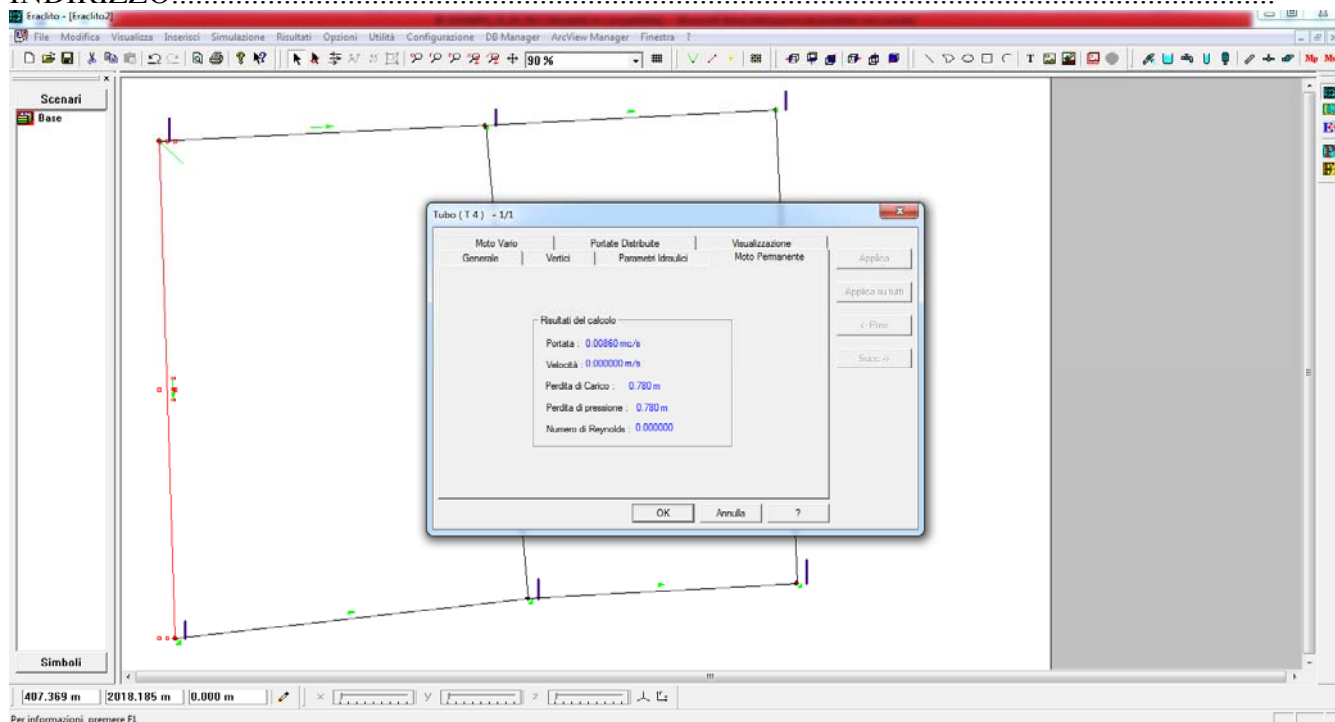 INDIRIZZO
Eraclito - [Eraclito2]
File Modifica Visualizza Inserisci Simulazione Risultati Opzioni Utilità Configurazione DB Manager ArcView Manager Finestra ?
90 %
T
Mp
Scenari
Base
Tubo ( T 4 ) - 1/1
Moto Vario Portate Distribuite Visualizzazione
Generale Vertici Parametri Idraulici Moto Permanente
Applica
Applica su tutti
Risultati del calcolo
<- Prec.
Portata : 0.00860 mc/s
Succ ->
Velocità : 0.000000 m/s
Perdita di Carico : 0.780 m
Perdita di pressione : 0.780 m
Numero di Reynolds : 0.000000
OK Annulla ?
Simboli
407.369 m 2018.185 m 0.000 m × y z
Per informazioni, premere F1